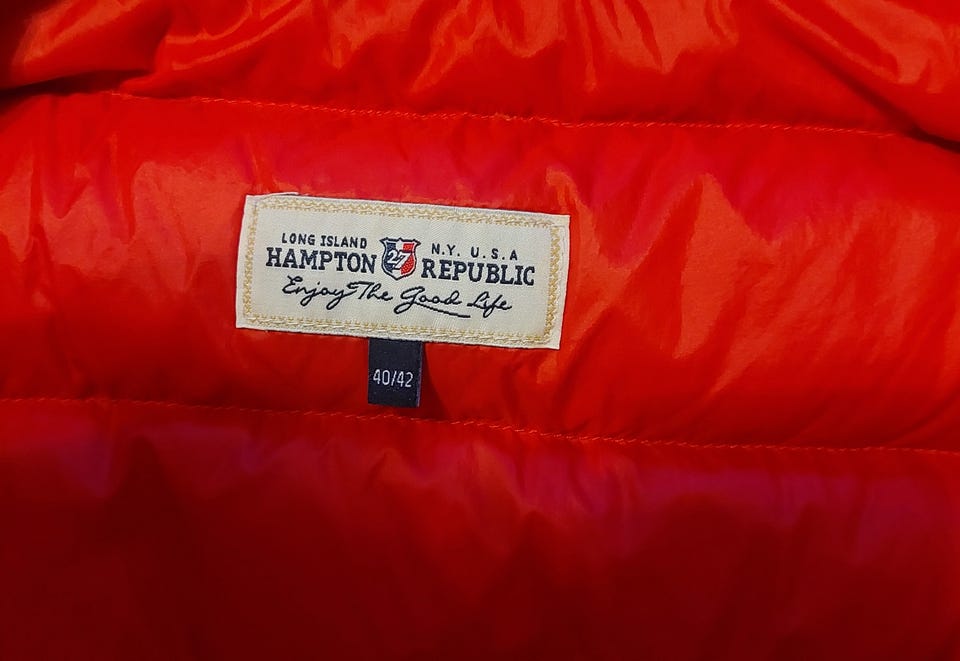 LONG ISLAND 27 N.Y. U.S.A
HAMPTON REPUBLIC
Enjoy The Good Life
40/42